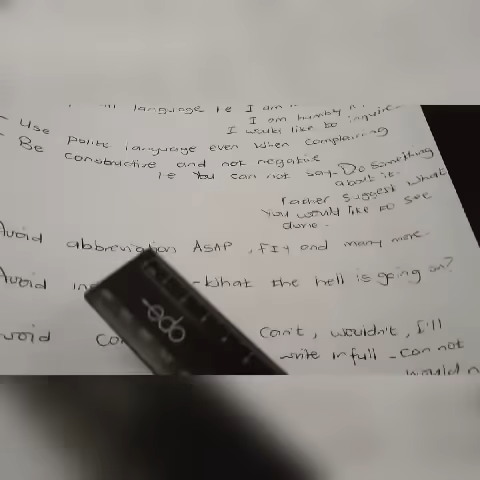 language ie I am
I am humbly
- Use I would like to inquire
Polite language even when complaining
- Be constructive and not negative
ie You can not say - Do something
about it.
rather suggest what
You would like to see
done.
Avoid abbreviation ASAP, FIY and many more.
Avoid - What the hell is going on?
Avoid Can't, wouldn't, I'll
write in full - can not
would
edo